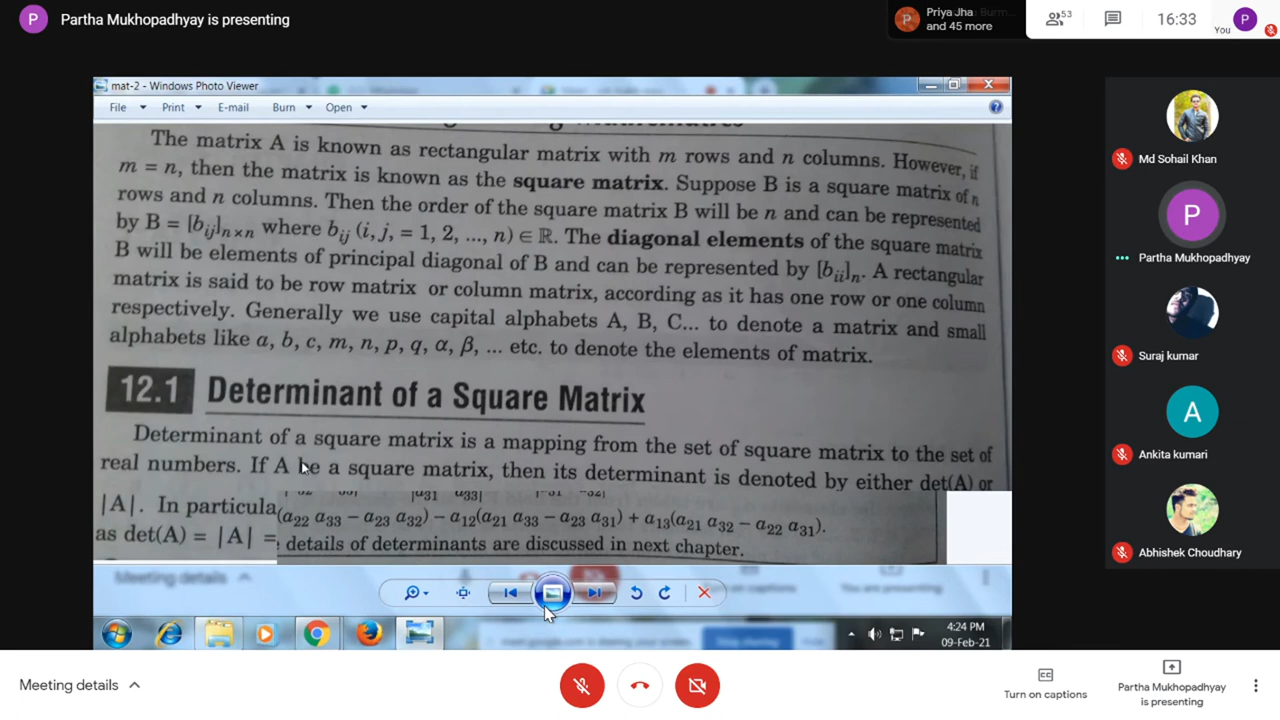 P Partha Mukhopadhyay is presenting
P Priya Jha
and 45 more
53
16:33
You P
mat-2 - Windows Photo Viewer
File Print E-mail Burn Open
The matrix A is known as rectangular matrix with m rows and n columns. However, if
m = n, then the matrix is known as the square matrix. Suppose B is a square matrix of n
rows and n columns. Then the order of the square matrix B will be n and can be represented
by B = [bij]n×n where bij (i, j, = 1, 2, ..., n) ∈ ℝ. The diagonal elements of the square matrix
B will be elements of principal diagonal of B and can be represented by [bii]n. A rectangular
matrix is said to be row matrix or column matrix, according as it has one row or one column
respectively. Generally we use capital alphabets A, B, C... to denote a matrix and small
alphabets like a, b, c, m, n, p, q, α, β, ... etc. to denote the elements of matrix.
12.1 Determinant of a Square Matrix
Determinant of a square matrix is a mapping from the set of square matrix to the set of
real numbers. If A be a square matrix, then its determinant is denoted by either det(A) or
|A|. In particula
(a22 a33 − a23 a32) − a12(a21 a33 − a23 a31) + a13(a21 a32 − a22 a31).
as det(A) = |A| =
details of determinants are discussed in next chapter.
4:24 PM
09-Feb-21
Md Sohail Khan
P
Partha Mukhopadhyay
Suraj kumar
A
Ankita kumari
Abhishek Choudhary
Meeting details
CC
Turn on captions
Partha Mukhopadhyay
is presenting